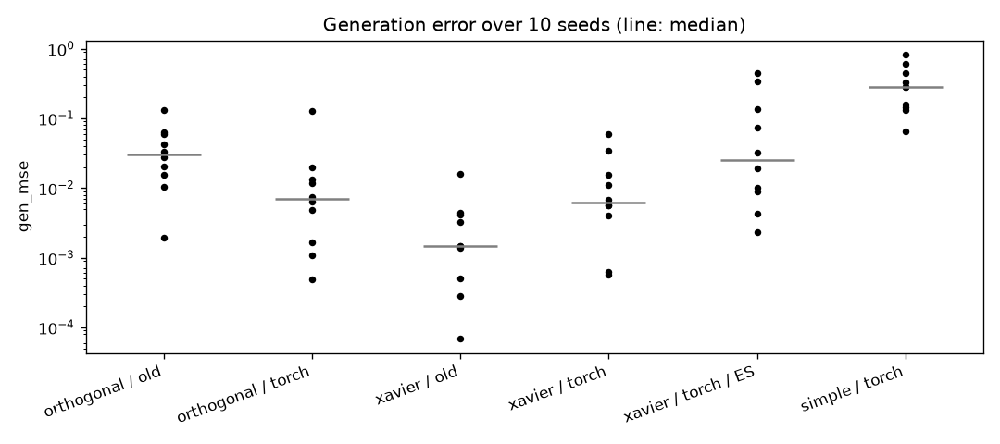 Generation error over 10 seeds (line: median)
gen_mse
10⁰
10⁻¹
10⁻²
10⁻³
10⁻⁴
orthogonal / old
orthogonal / torch
xavier / old
xavier / torch
xavier / torch / ES
simple / torch